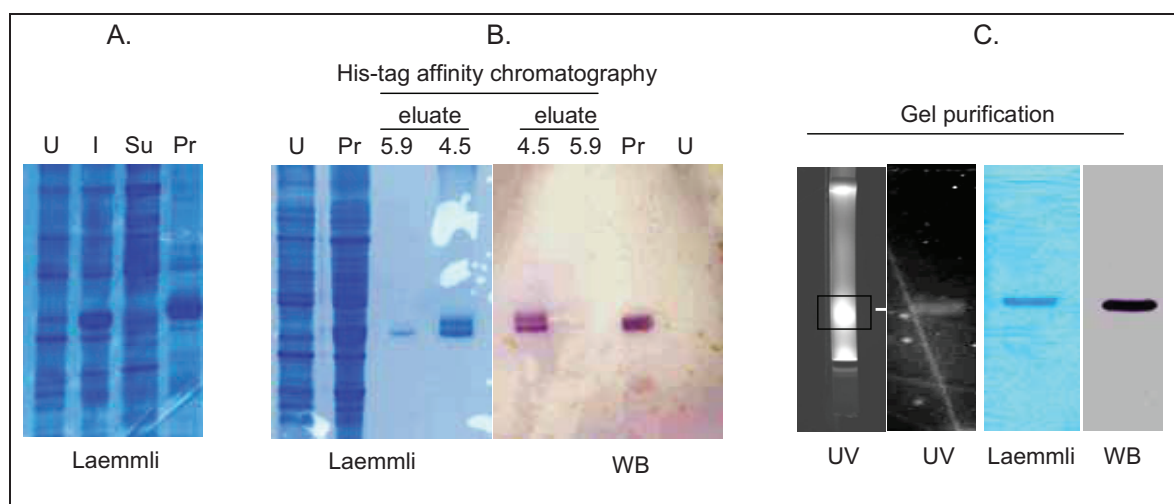 A. B. C.
His-tag affinity chromatography
eluate eluate
Gel purification
U I Su Pr U Pr 5.9 4.5 4.5 5.9 Pr U
Laemmli Laemmli WB
UV UV Laemmli WB